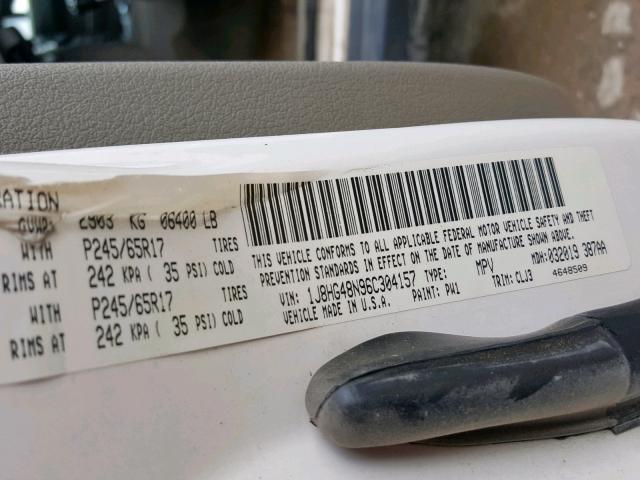 ATION
GVWR: 2903 KG 06400 LB
WITH P245/65R17 TIRES
RIMS AT 242 KPA ( 35 PSI) COLD
WITH P245/65R17 TIRES
RIMS AT 242 KPA ( 35 PSI) COLD
THIS VEHICLE CONFORMS TO ALL APPLICABLE FEDERAL MOTOR VEHICLE SAFETY AND THEFT
PREVENTION STANDARDS IN EFFECT ON THE DATE OF MANUFACTURE SHOWN ABOVE.
VIN: 1J8HG48N96C304157 TYPE: MPV MDH:032013 387AA
VEHICLE MADE IN U.S.A. PAINT: PW1 TRIM: CLJ3 4648509